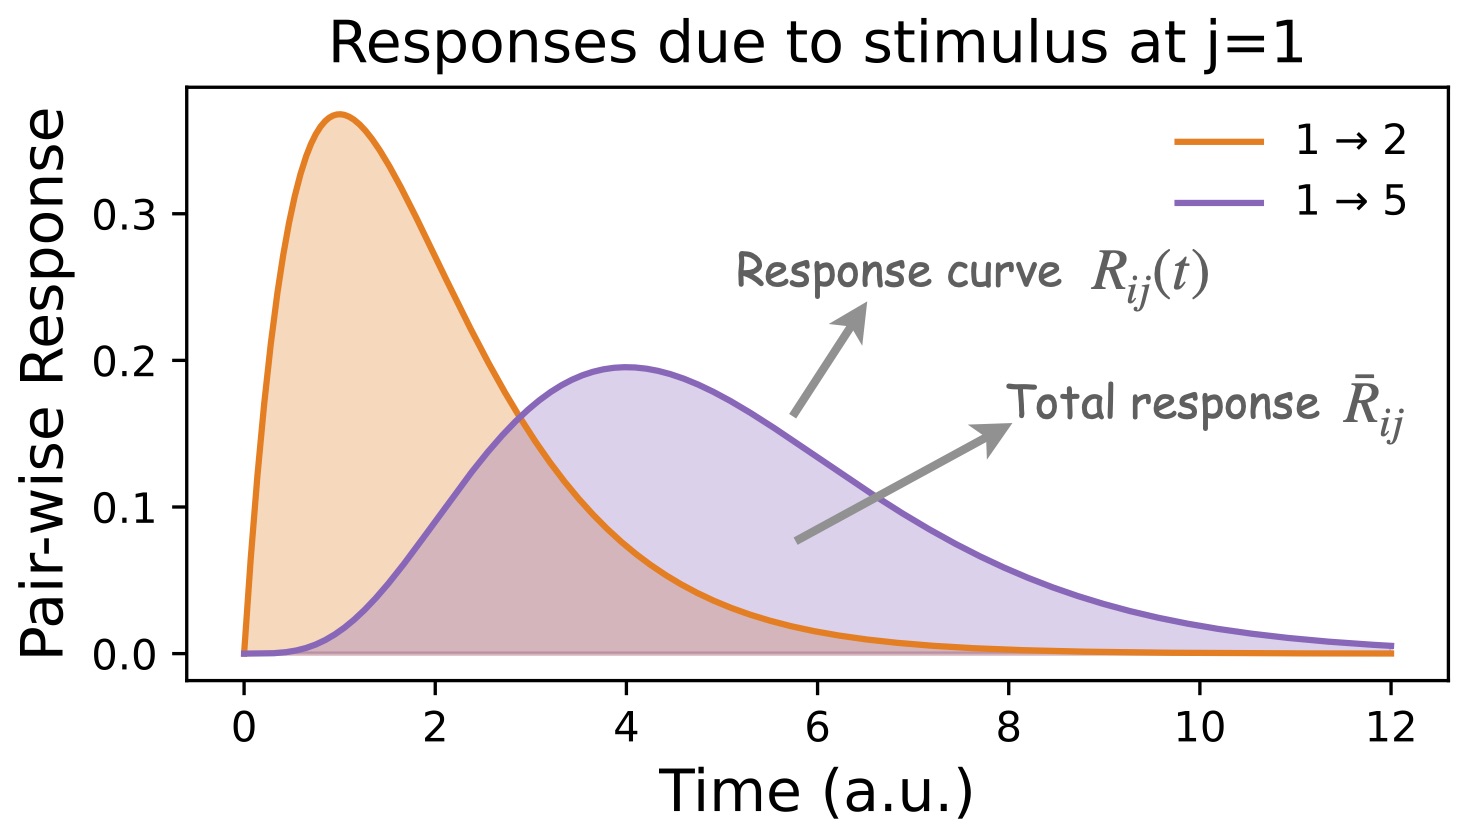 Responses due to stimulus at j=1
Pair-wise Response
0.3
0.2
0.1
0.0
1 → 2
1 → 5
Response curve R_{ij}(t)
Total response R̄_{ij}
0 2 4 6 8 10 12
Time (a.u.)